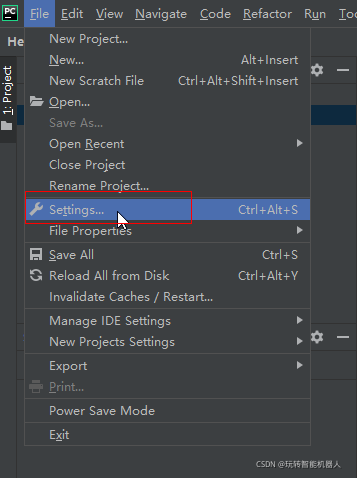 PC File Edit View Navigate Code Refactor Run Too
He
1: Project
New Project...
New... Alt+Insert
New Scratch File Ctrl+Alt+Shift+Insert
Open...
Save As...
Open Recent
Close Project
Rename Project...
Settings... Ctrl+Alt+S
File Properties
Save All Ctrl+S
Reload All from Disk Ctrl+Alt+Y
Invalidate Caches / Restart...
Manage IDE Settings
New Projects Settings
Export
Print...
Power Save Mode
Exit
CSDN @玩转智能机器人